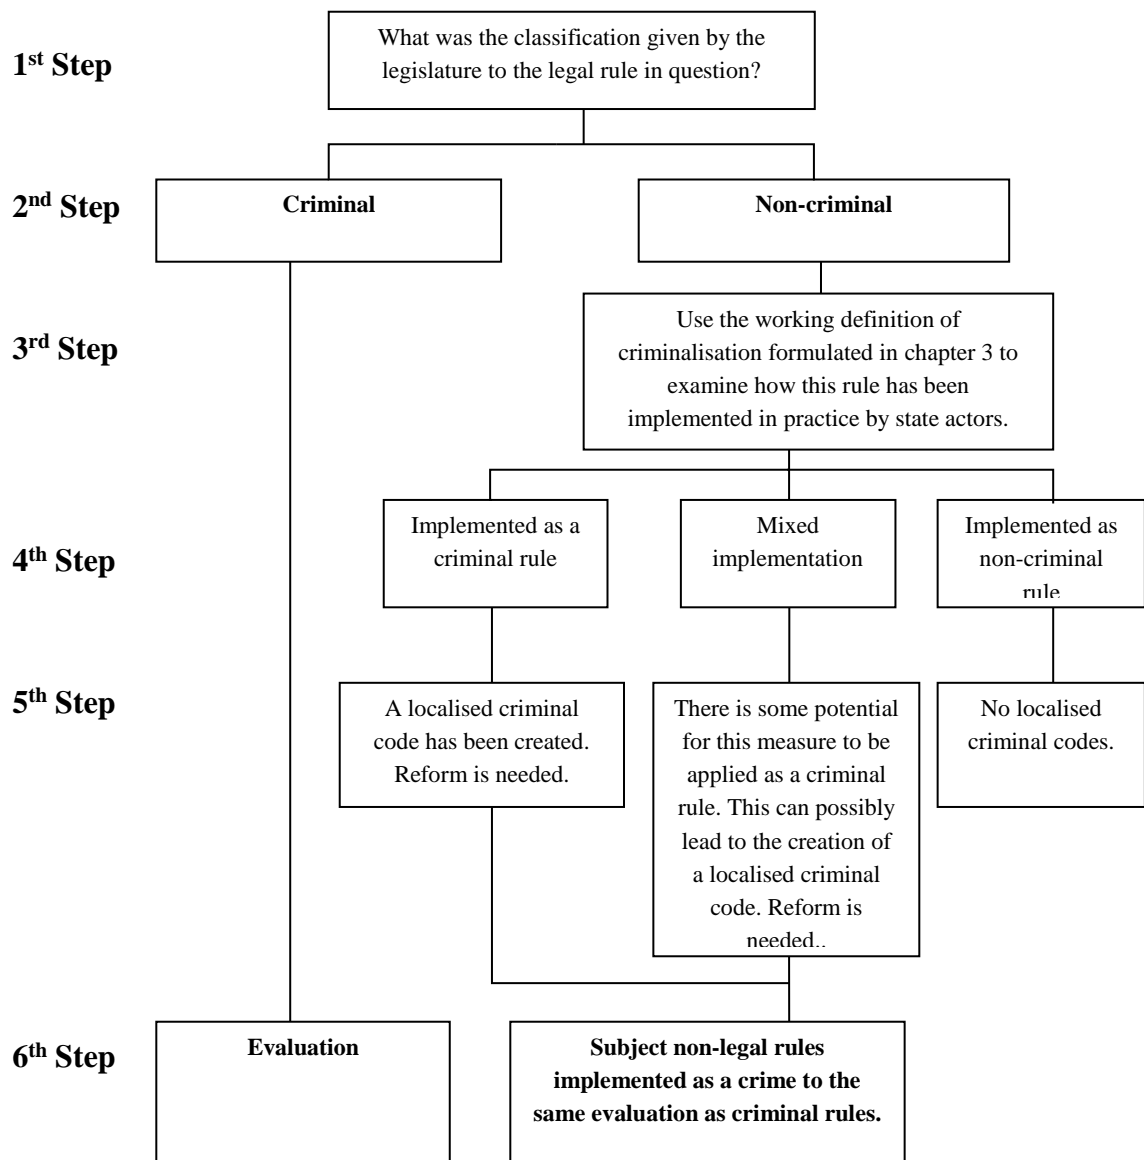 1st Step
What was the classification given by the
legislature to the legal rule in question?
2nd Step
Criminal
Non-criminal
3rd Step
Use the working definition of
criminalisation formulated in chapter 3 to
examine how this rule has been
implemented in practice by state actors.
4th Step
Implemented as a
criminal rule
Mixed
implementation
Implemented as
non-criminal
rule
5th Step
A localised criminal
code has been created.
Reform is needed.
There is some potential
for this measure to be
applied as a criminal
rule. This can possibly
lead to the creation of
a localised criminal
code. Reform is
needed..
No localised
criminal codes.
6th Step
Evaluation
Subject non-legal rules
implemented as a crime to the
same evaluation as criminal rules.